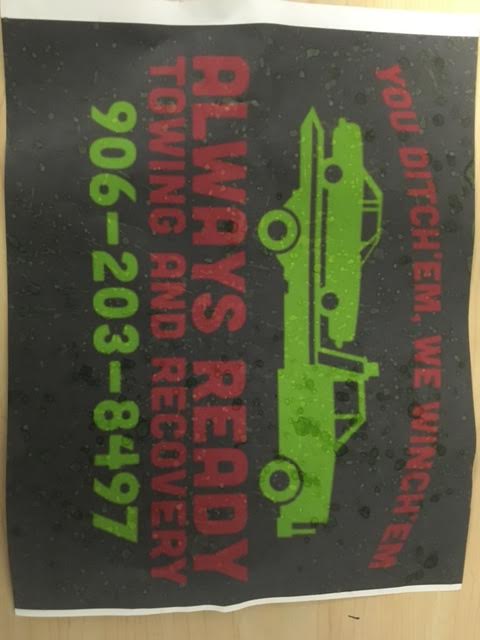 YOU DITCH'EM, WE WINCH'EM
ALWAYS READY
TOWING AND RECOVERY
906-203-8497